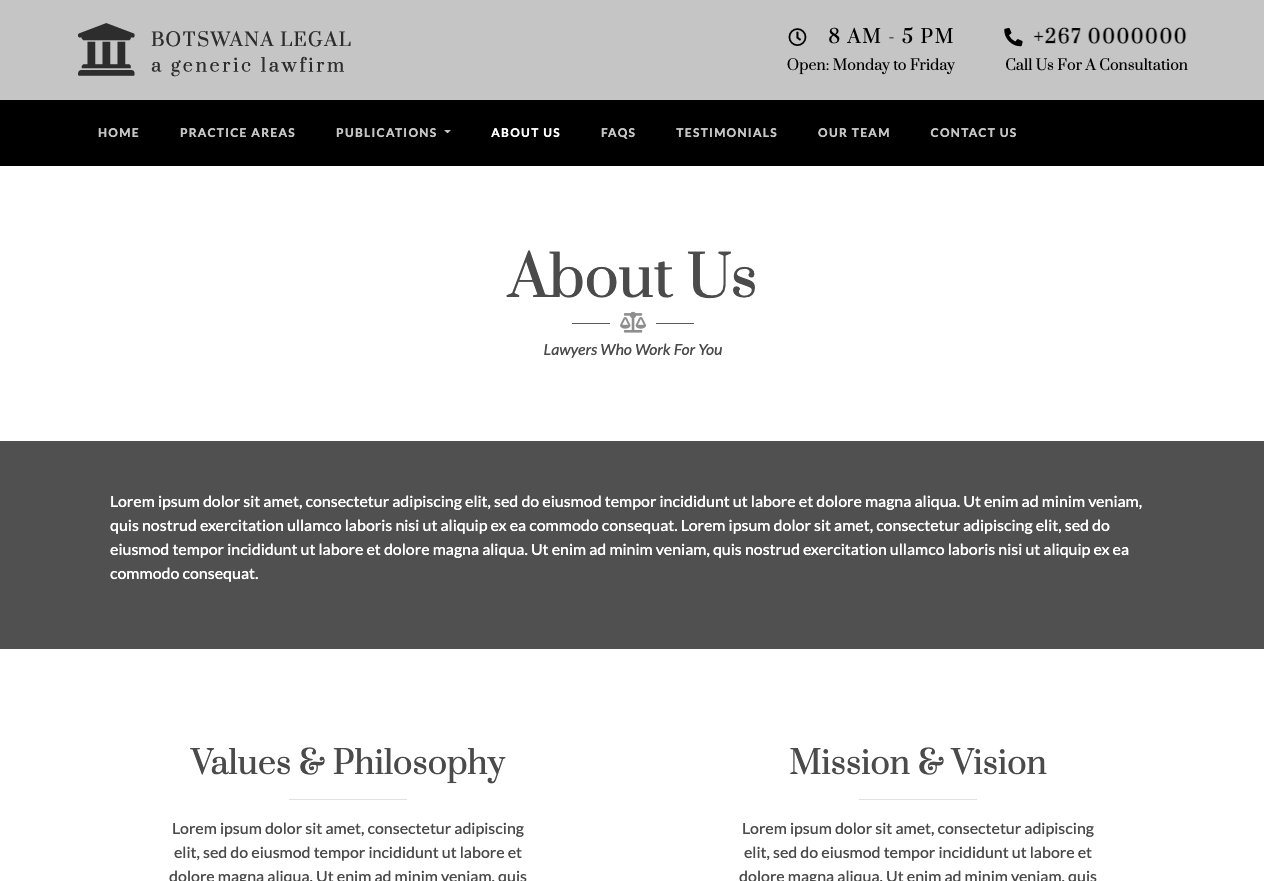 BOTSWANA LEGAL
a generic lawfirm
8 AM - 5 PM
Open: Monday to Friday
+267 0000000
Call Us For A Consultation
HOME PRACTICE AREAS PUBLICATIONS ABOUT US FAQS TESTIMONIALS OUR TEAM CONTACT US
About Us
Lawyers Who Work For You
Lorem ipsum dolor sit amet, consectetur adipiscing elit, sed do eiusmod tempor incididunt ut labore et dolore magna aliqua. Ut enim ad minim veniam,
quis nostrud exercitation ullamco laboris nisi ut aliquip ex ea commodo consequat. Lorem ipsum dolor sit amet, consectetur adipiscing elit, sed do
eiusmod tempor incididunt ut labore et dolore magna aliqua. Ut enim ad minim veniam, quis nostrud exercitation ullamco laboris nisi ut aliquip ex ea
commodo consequat.
Values & Philosophy
Lorem ipsum dolor sit amet, consectetur adipiscing
elit, sed do eiusmod tempor incididunt ut labore et
dolore magna aliqua. Ut enim ad minim veniam, quis
Mission & Vision
Lorem ipsum dolor sit amet, consectetur adipiscing
elit, sed do eiusmod tempor incididunt ut labore et
dolore magna aliqua. Ut enim ad minim veniam, quis